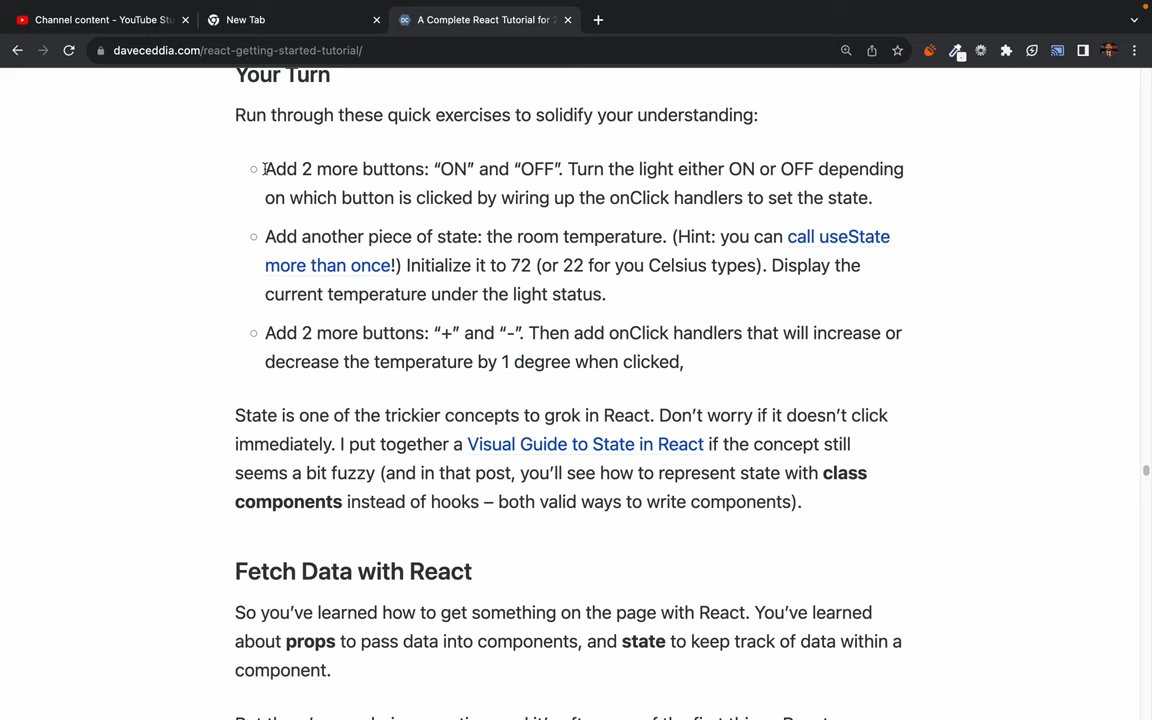 Channel content - YouTube Stu
New Tab
A Complete React Tutorial for 2
daveceddia.com/react-getting-started-tutorial/
Your Turn
Run through these quick exercises to solidify your understanding:
Add 2 more buttons: “ON” and “OFF”. Turn the light either ON or OFF depending
on which button is clicked by wiring up the onClick handlers to set the state.
Add another piece of state: the room temperature. (Hint: you can call useState
more than once!) Initialize it to 72 (or 22 for you Celsius types). Display the
current temperature under the light status.
Add 2 more buttons: “+” and “-”. Then add onClick handlers that will increase or
decrease the temperature by 1 degree when clicked,
State is one of the trickier concepts to grok in React. Don’t worry if it doesn’t click
immediately. I put together a Visual Guide to State in React if the concept still
seems a bit fuzzy (and in that post, you’ll see how to represent state with class
components instead of hooks – both valid ways to write components).
Fetch Data with React
So you’ve learned how to get something on the page with React. You’ve learned
about props to pass data into components, and state to keep track of data within a
component.